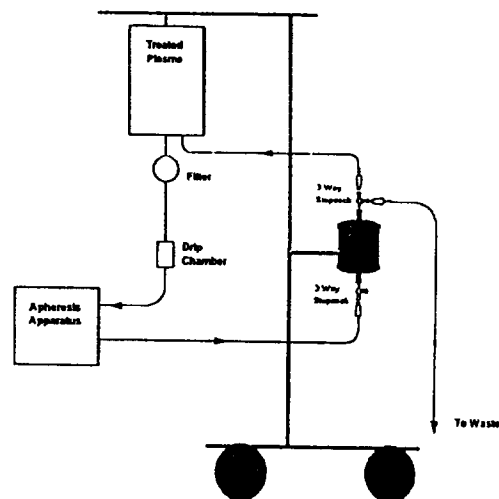 Treated
Plasma
Filter
3 Way
Stopcock
Drip
Chamber
3 Way
Stopcock
Apheresis
Apparatus
To Waste